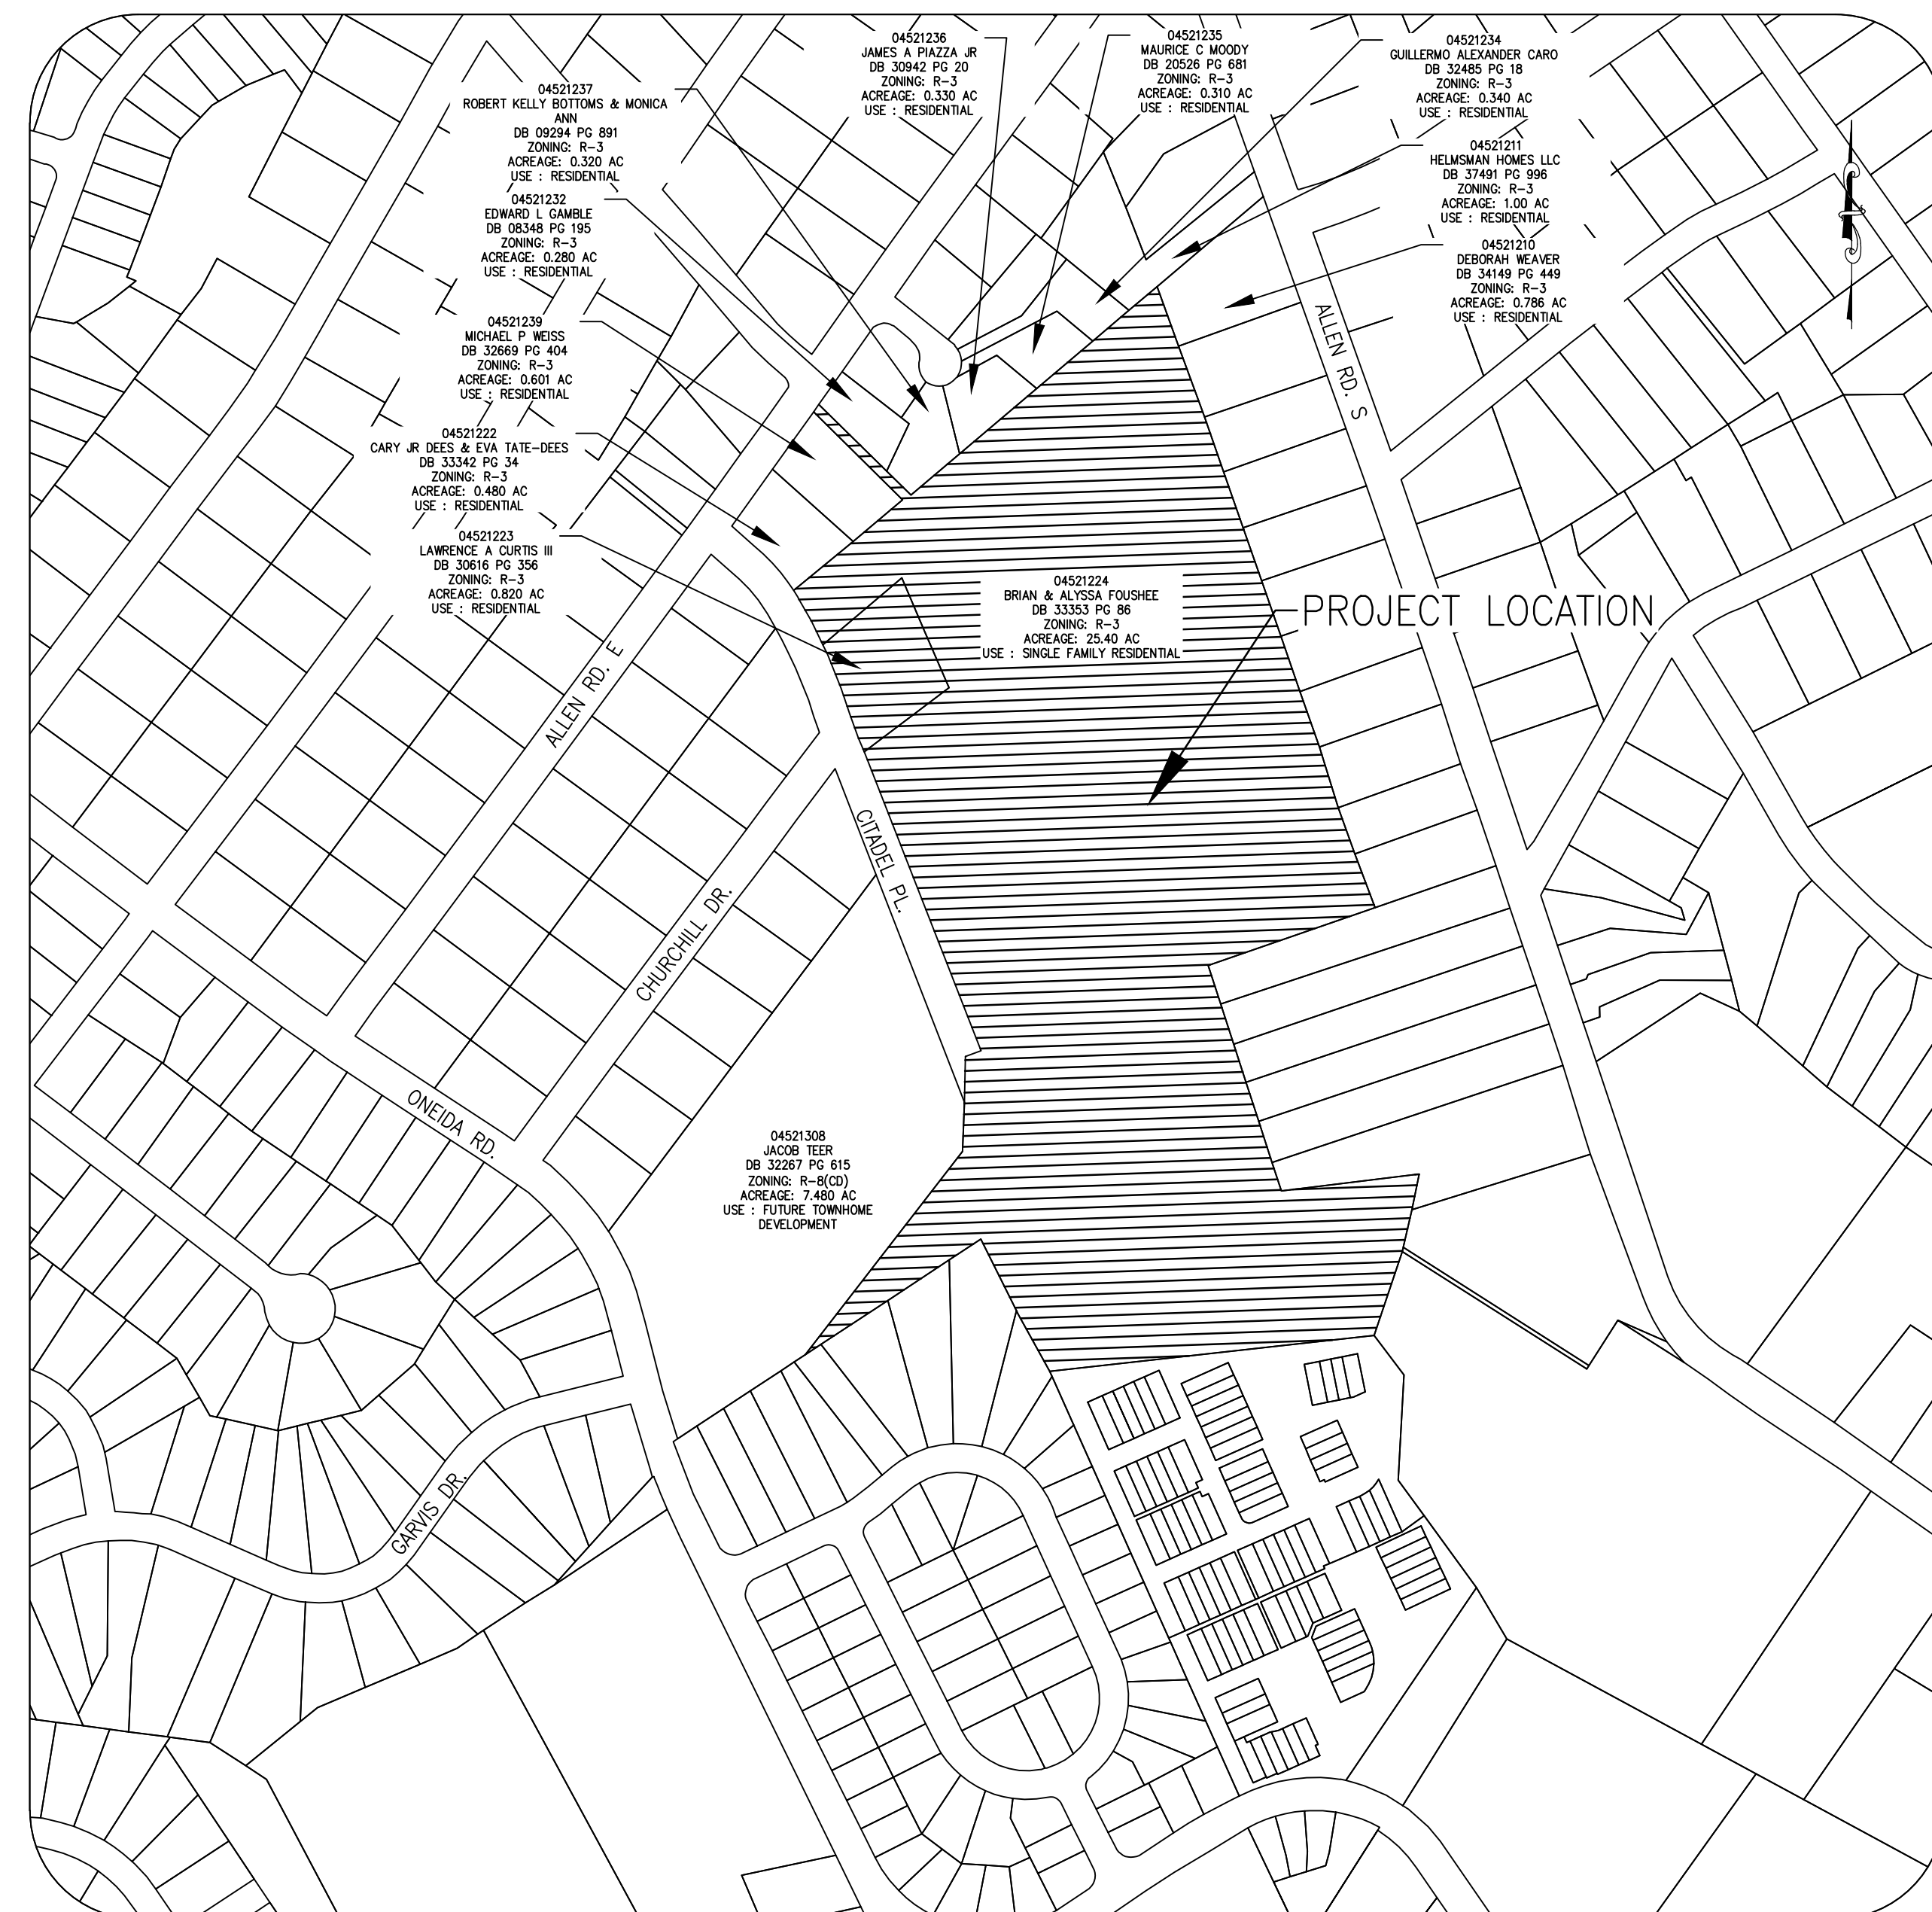 04521236
JAMES A PIAZZA JR
DB 30942 PG 20
ZONING: R-3
ACREAGE: 0.330 AC
USE : RESIDENTIAL
04521235
MAURICE C MOODY
DB 20526 PG 681
ZONING: R-3
ACREAGE: 0.310 AC
USE : RESIDENTIAL
04521234
GUILLERMO ALEXANDER CARO
DB 32485 PG 18
ZONING: R-3
ACREAGE: 0.340 AC
USE : RESIDENTIAL
04521237
ROBERT KELLY BOTTOMS & MONICA
ANN
DB 09294 PG 891
ZONING: R-3
ACREAGE: 0.320 AC
USE : RESIDENTIAL
04521211
HELMSMAN HOMES LLC
DB 37491 PG 996
ZONING: R-3
ACREAGE: 1.00 AC
USE : RESIDENTIAL
04521232
EDWARD L GAMBLE
DB 08348 PG 195
ZONING: R-3
ACREAGE: 0.280 AC
USE : RESIDENTIAL
04521210
DEBORAH WEAVER
DB 34149 PG 449
ZONING: R-3
ACREAGE: 0.786 AC
USE : RESIDENTIAL
04521239
MICHAEL P WEISS
DB 32669 PG 404
ZONING: R-3
ACREAGE: 0.601 AC
USE : RESIDENTIAL
ALLEN RD. S
04521222
CARY JR DEES & EVA TATE-DEES
DB 33342 PG 34
ZONING: R-3
ACREAGE: 0.480 AC
USE : RESIDENTIAL
04521223
LAWRENCE A CURTIS III
DB 30616 PG 356
ZONING: R-3
ACREAGE: 0.820 AC
USE : RESIDENTIAL
04521224
BRIAN & ALYSSA FOUSHEE
DB 33353 PG 86
ZONING: R-3
ACREAGE: 25.40 AC
USE : SINGLE FAMILY RESIDENTIAL
PROJECT LOCATION
ALLEN RD. E
CITADEL PL.
CHURCHILL DR.
ONEIDA RD.
04521308
JACOB TEER
DB 32267 PG 615
ZONING: R-8(CD)
ACREAGE: 7.480 AC
USE : FUTURE TOWNHOME
DEVELOPMENT
GARVIS DR.